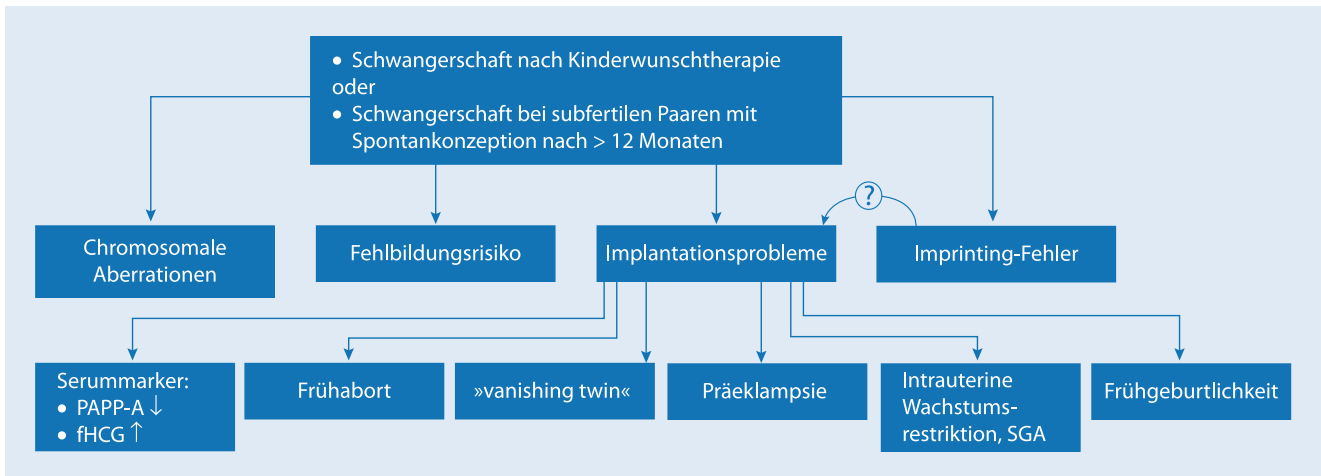 • Schwangerschaft nach Kinderwunschtherapie
oder
• Schwangerschaft bei subfertilen Paaren mit
Spontankonzeption nach > 12 Monaten
?
Chromosomale
Aberrationen
Fehlbildungsrisiko
Implantationsprobleme
Imprinting-Fehler
Serummarker:
• PAPP-A ↓
• fHCG ↑
Frühabort
»vanishing twin«
Präeklampsie
Intrauterine
Wachstums-
restriktion, SGA
Frühgeburtlichkeit